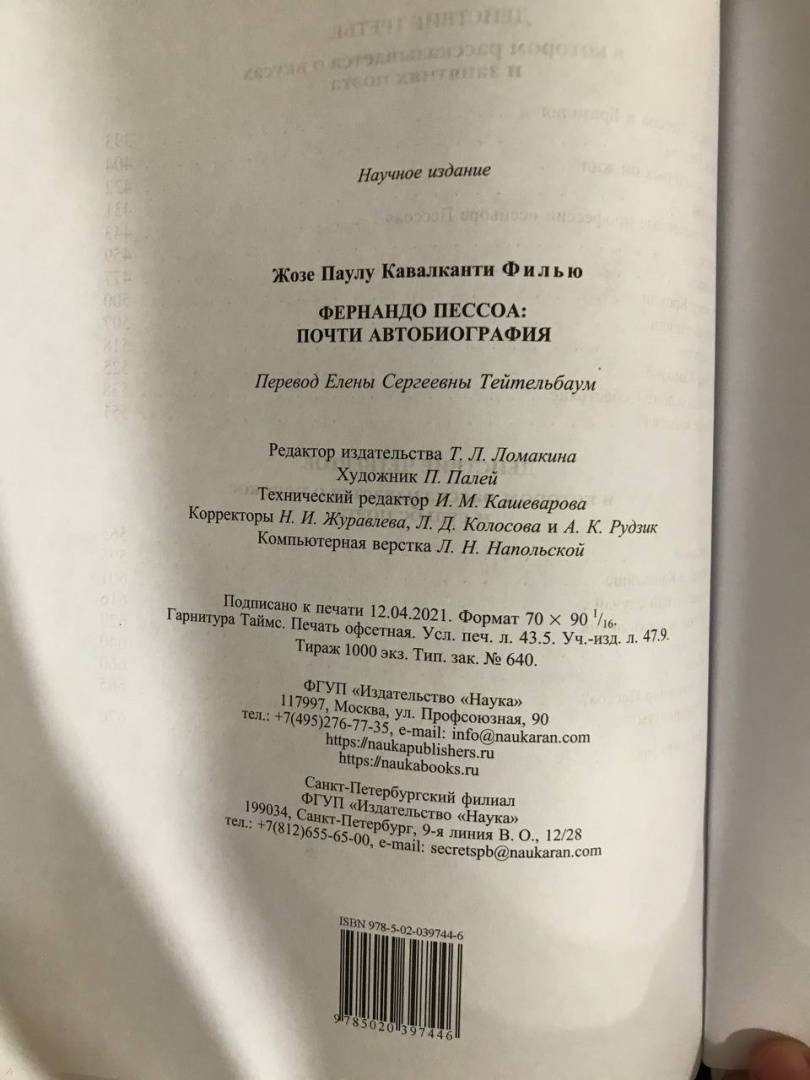 Научное издание
Жозе Паулу Кавалканти Филью
ФЕРНАНДО ПЕССОА:
ПОЧТИ АВТОБИОГРАФИЯ
Перевод Елены Сергеевны Тейтельбаум
Редактор издательства Т. Л. Ломакина
Художник П. Палей
Технический редактор И. М. Кашеварова
Корректоры Н. И. Журавлева, Л. Д. Колосова и А. К. Рудзик
Компьютерная верстка Л. Н. Напольской
Подписано к печати 12.04.2021. Формат 70 × 90 1/16.
Гарнитура Таймс. Печать офсетная. Усл. печ. л. 43.5. Уч.-изд. л. 47.9.
Тираж 1000 экз. Тип. зак. № 640.
ФГУП «Издательство «Наука»
117997, Москва, ул. Профсоюзная, 90
тел.: +7(495)276-77-35, e-mail: info@naukaran.com
https://naukapublishers.ru
https://naukabooks.ru
Санкт-Петербургский филиал
ФГУП «Издательство «Наука»
199034, Санкт-Петербург, 9-я линия В. О., 12/28
тел.: +7(812)655-65-00, e-mail: secretspb@naukaran.com
ISBN 978-5-02-039744-6
9 785020 397446